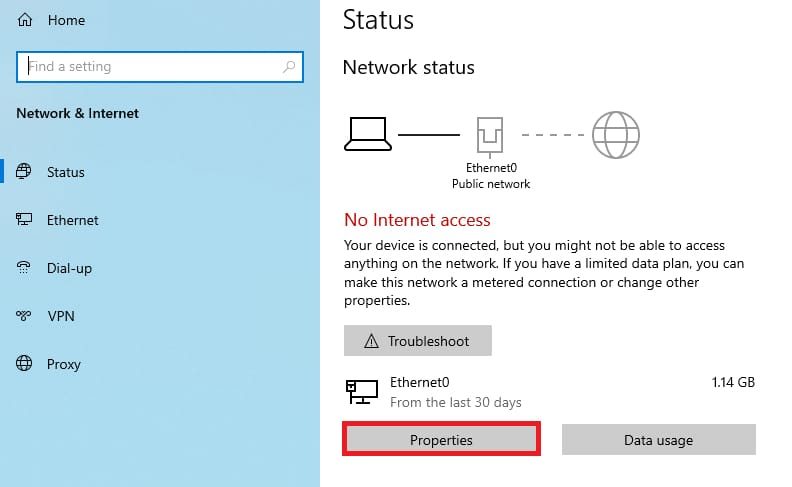 Home
Find a setting
Network & Internet
Status
Ethernet
Dial-up
VPN
Proxy
Status
Network status
Ethernet0
Public network
No Internet access
Your device is connected, but you might not be able to access
anything on the network. If you have a limited data plan, you can
make this network a metered connection or change other
properties.
Troubleshoot
Ethernet0
1.14 GB
From the last 30 days
Properties
Data usage